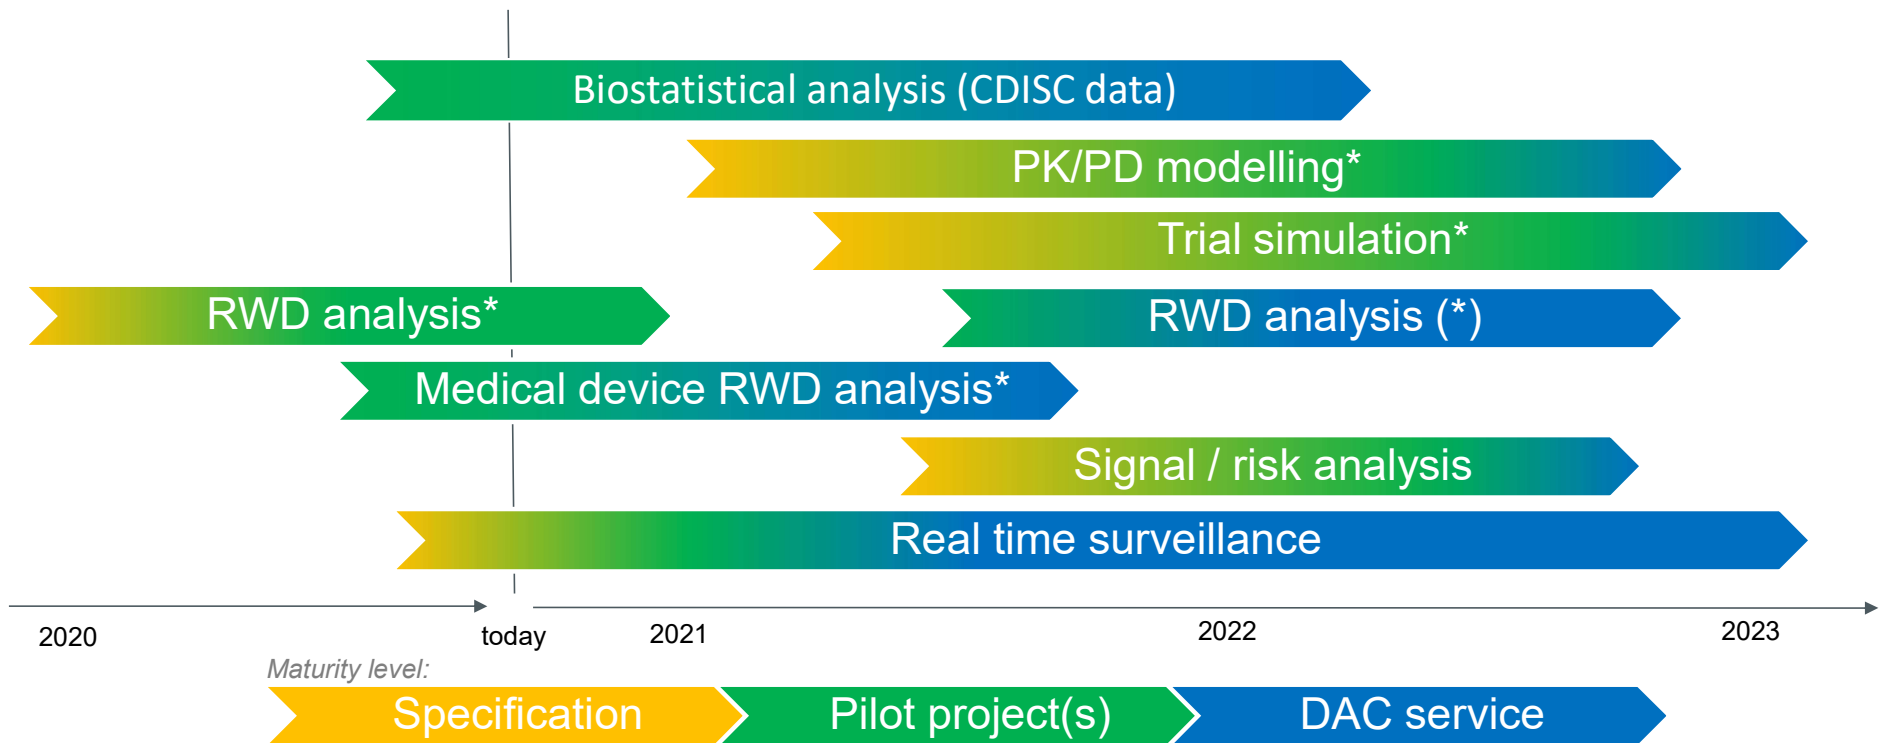 Biostatistical analysis (CDISC data)
PK/PD modelling*
Trial simulation*
RWD analysis*
RWD analysis (*)
Medical device RWD analysis*
Signal / risk analysis
Real time surveillance
2020
today
2021
2022
2023
Maturity level:
Specification
Pilot project(s)
DAC service